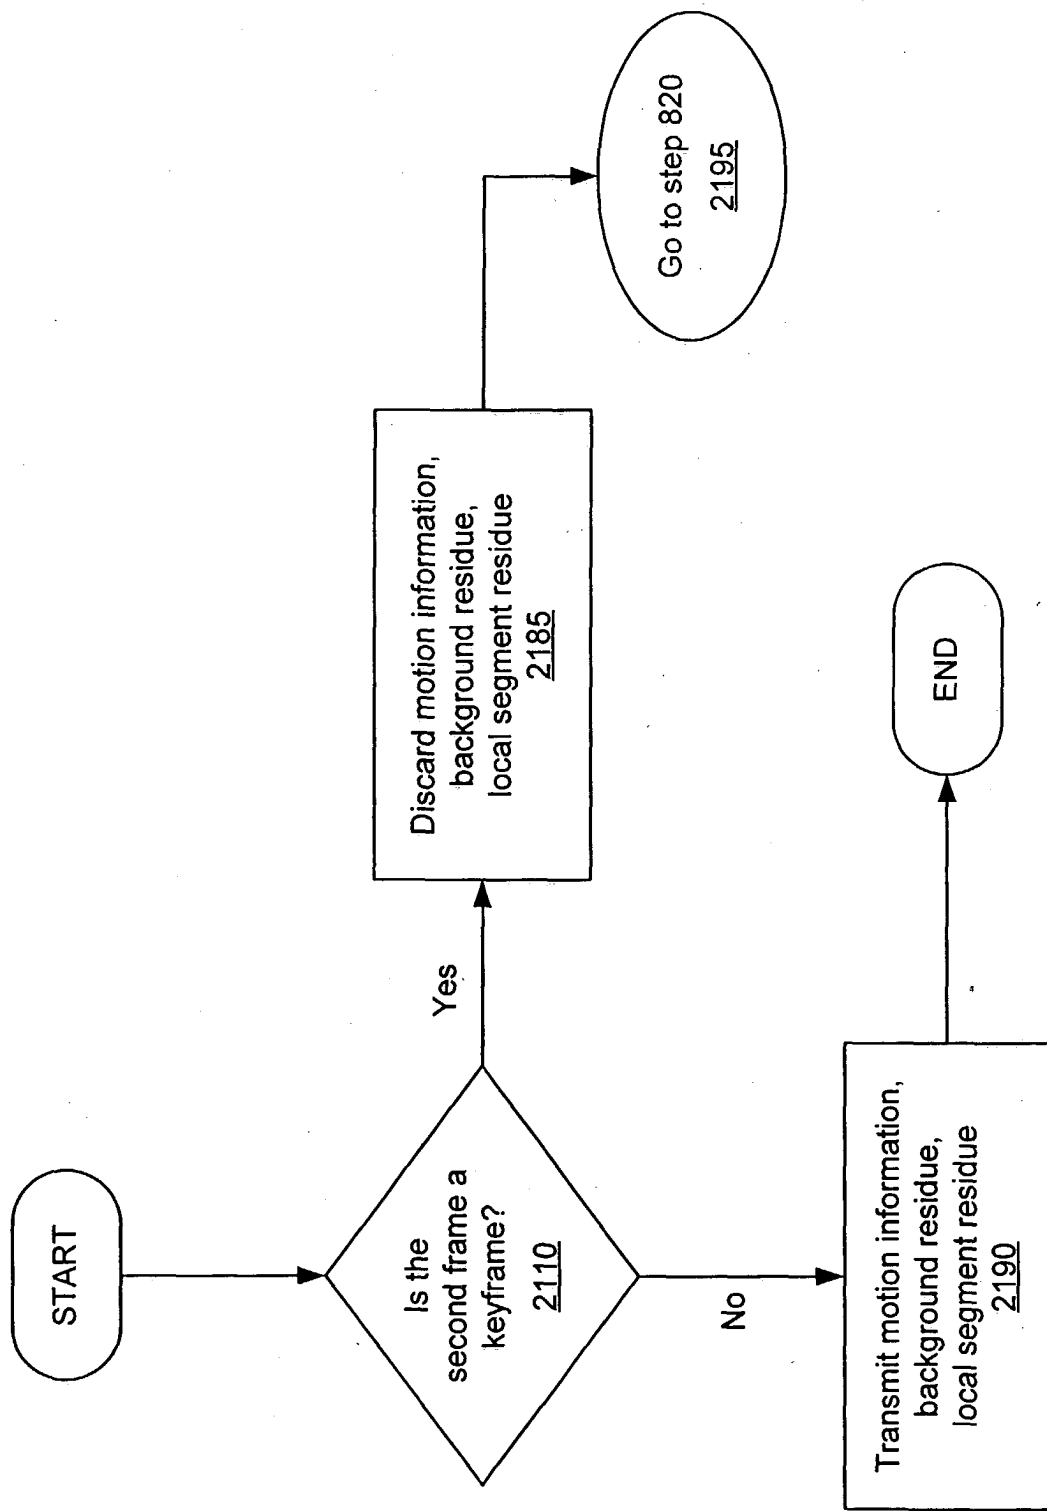 START
Is the
second frame a
keyframe?
2110
Yes
Discard motion information,
background residue,
local segment residue
2185
Go to step 820
2195
No
Transmit motion information,
background residue,
local segment residue
2190
END